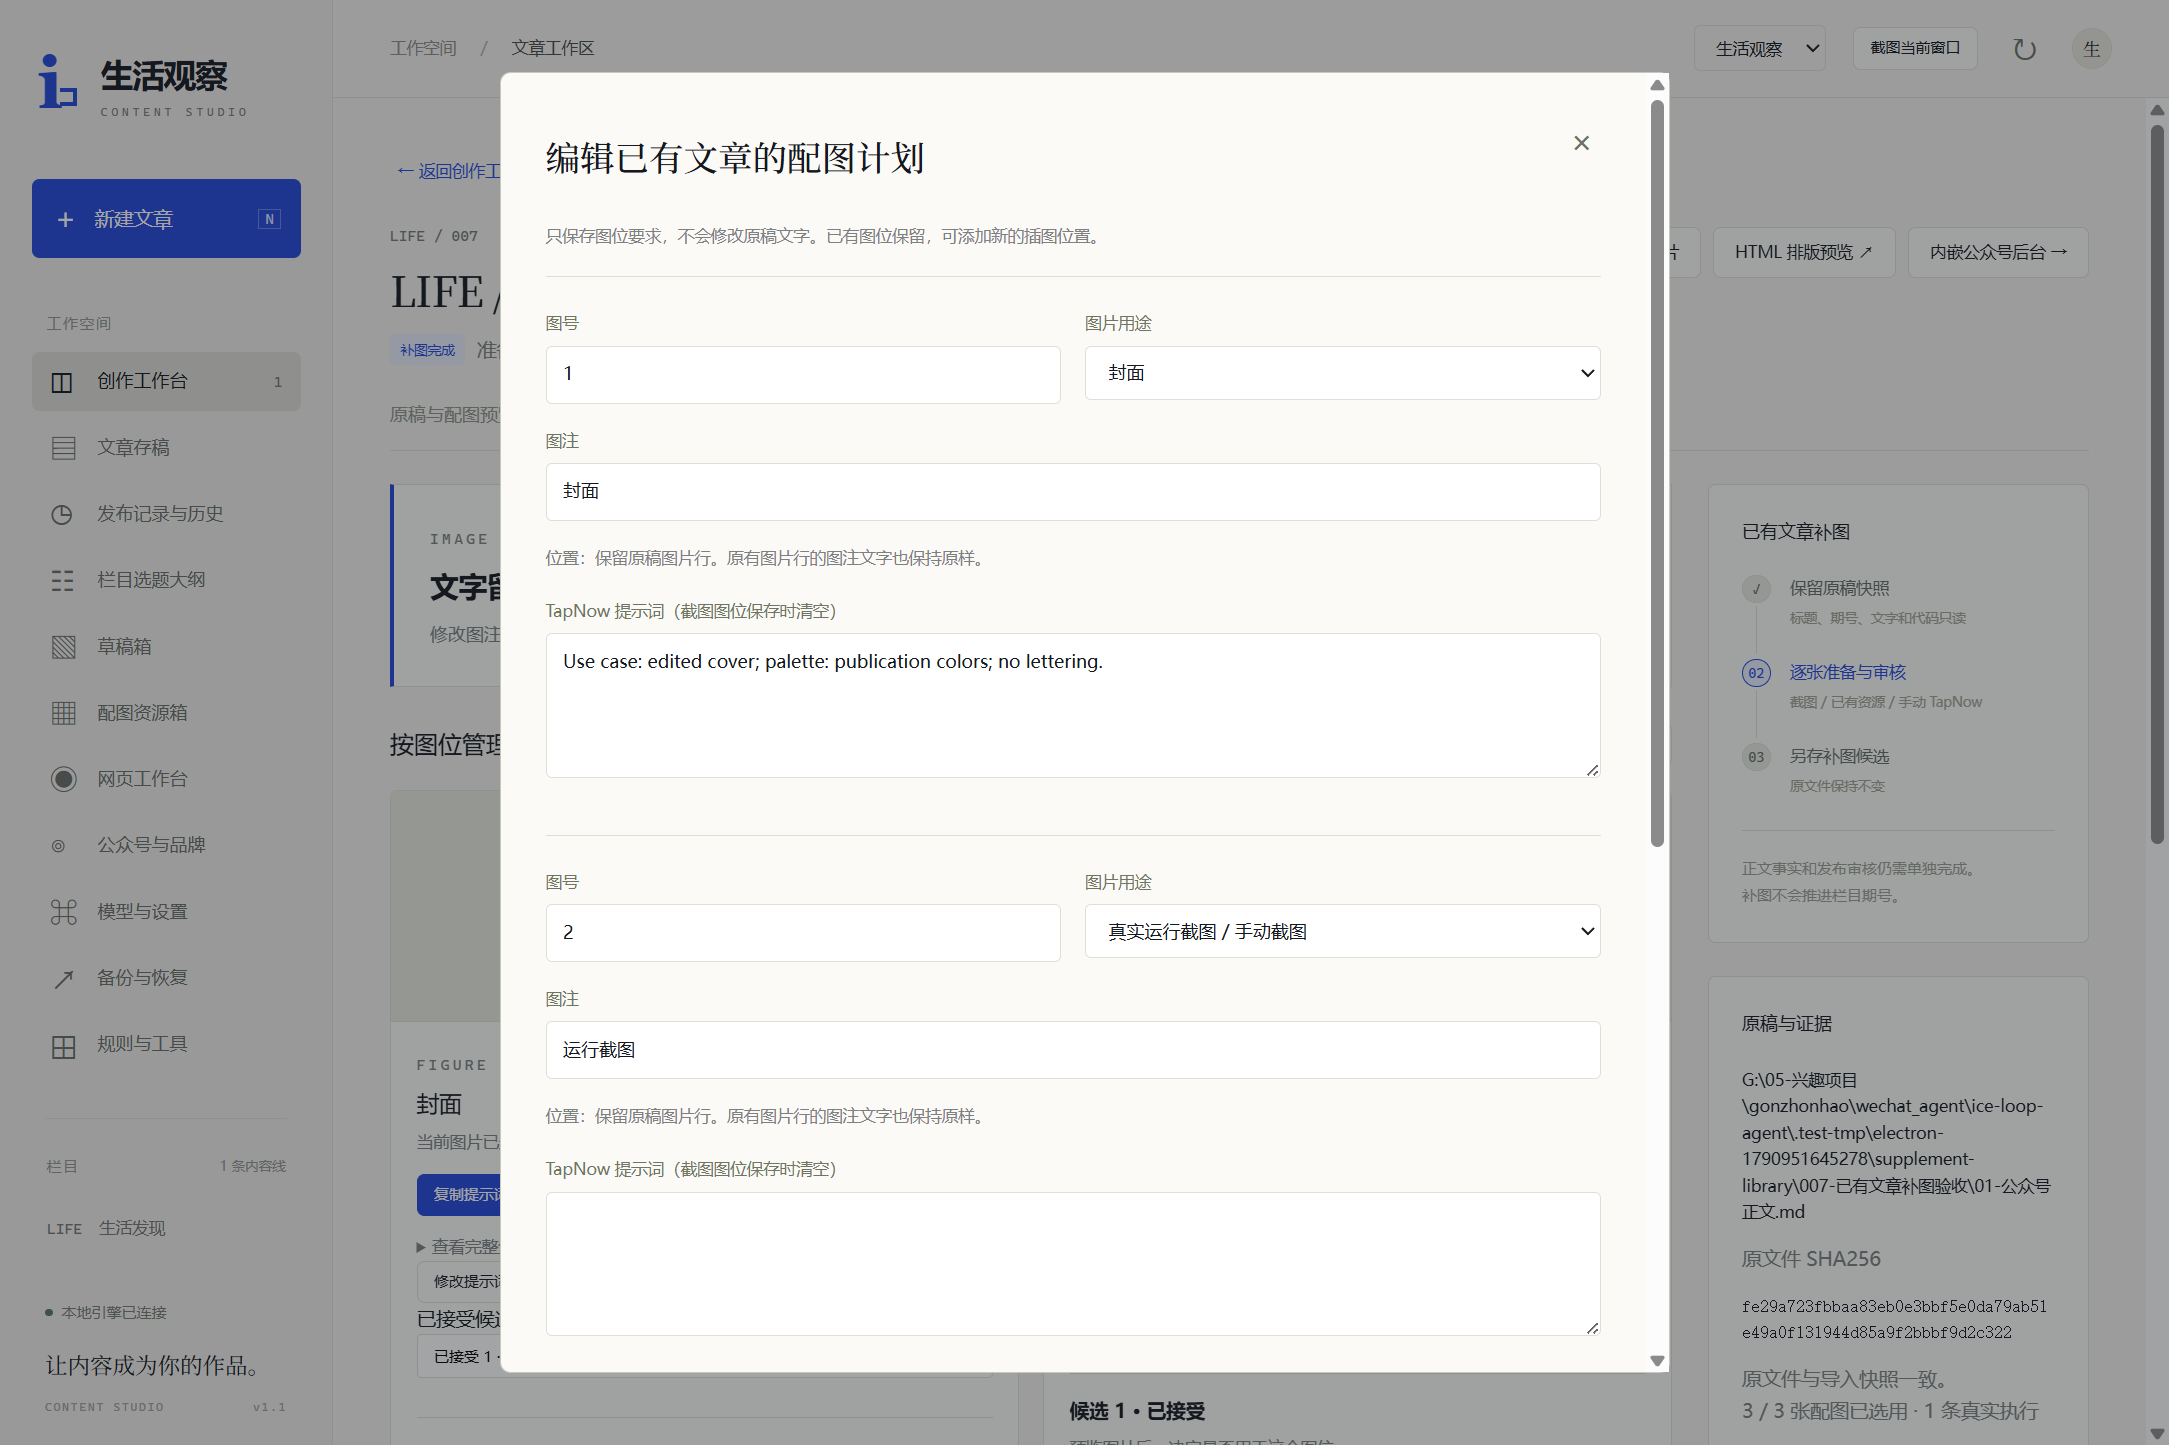 生活观察
CONTENT STUDIO
+ 新建文章 N
工作空间
创作工作台 1
文章存稿
发布记录与历史
栏目选题大纲
草稿箱
配图资源箱
网页工作台
公众号与品牌
模型与设置
备份与恢复
规则与工具
栏目 1 条内容线
LIFE 生活发现
本地引擎已连接
让内容成为你的作品。
CONTENT STUDIO v1.1
工作空间 / 文章工作区
生活观察
截图当前窗口
生
← 返回创作工
LIFE / 007
LIFE /
补图完成
原稿与配图预
HTML 排版预览 ↗
内嵌公众号后台 →
IMAGE
文字留
修改图注
按图位管理
FIGURE
封面
当前图片已
复制提示词
▶ 查看完整
修改提示词
已接受候选
已接受 1 ·
编辑已有文章的配图计划
×
只保存图位要求，不会修改原稿文字。已有图位保留，可添加新的插图位置。
图号
1
图片用途
封面
图注
封面
位置：保留原稿图片行。原有图片行的图注文字也保持原样。
TapNow 提示词（截图图位保存时清空）
Use case: edited cover; palette: publication colors; no lettering.
图号
2
图片用途
真实运行截图 / 手动截图
图注
运行截图
位置：保留原稿图片行。原有图片行的图注文字也保持原样。
TapNow 提示词（截图图位保存时清空）
候选 1 · 已接受
已有文章补图
✓ 保留原稿快照
标题、期号、文字和代码只读
02 逐张准备与审核
截图 / 已有资源 / 手动 TapNow
03 另存补图候选
原文件保持不变
正文事实和发布审核仍需单独完成。
补图不会推进栏目期号。
原稿与证据
G:\05-兴趣项目
\gonzhonhao\wechat_agent\ice-loop-
agent\.test-tmp\electron-
1790951645278\supplement-
library\007-已有文章补图验收\01-公众号
正文.md
原文件 SHA256
fe29a723fbbaa83eb0e3bbf5e0da79ab51
e49a0f131944d85a9f2bbbf9d2c322
原文件与导入快照一致。
3 / 3 张配图已选用 · 1 条真实执行